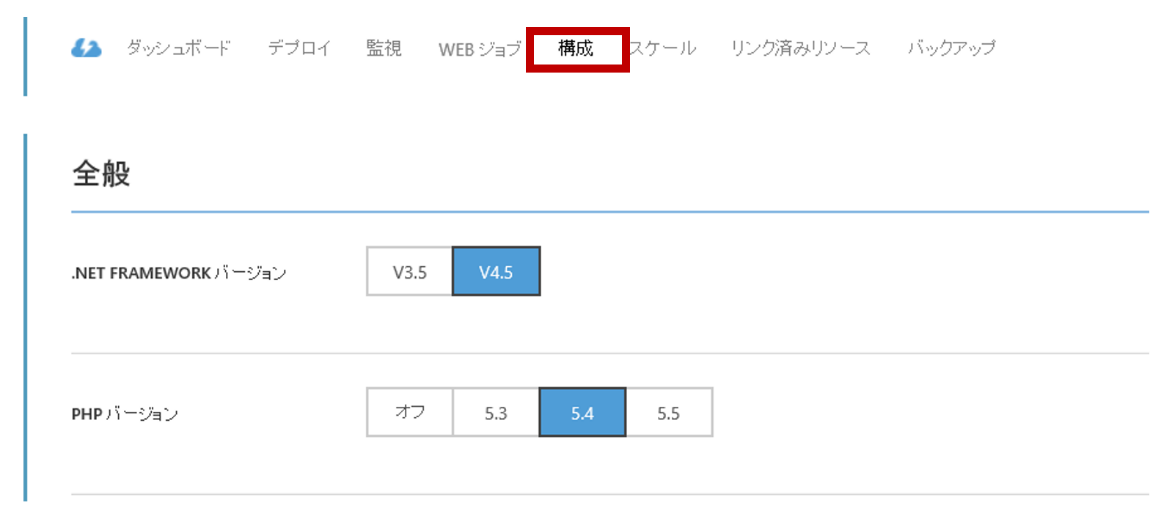 ダッシュボード デプロイ 監視 WEB ジョブ 構成 スケール リンク済みリソース バックアップ
全般
.NET FRAMEWORK バージョン V3.5 V4.5
PHP バージョン オフ 5.3 5.4 5.5